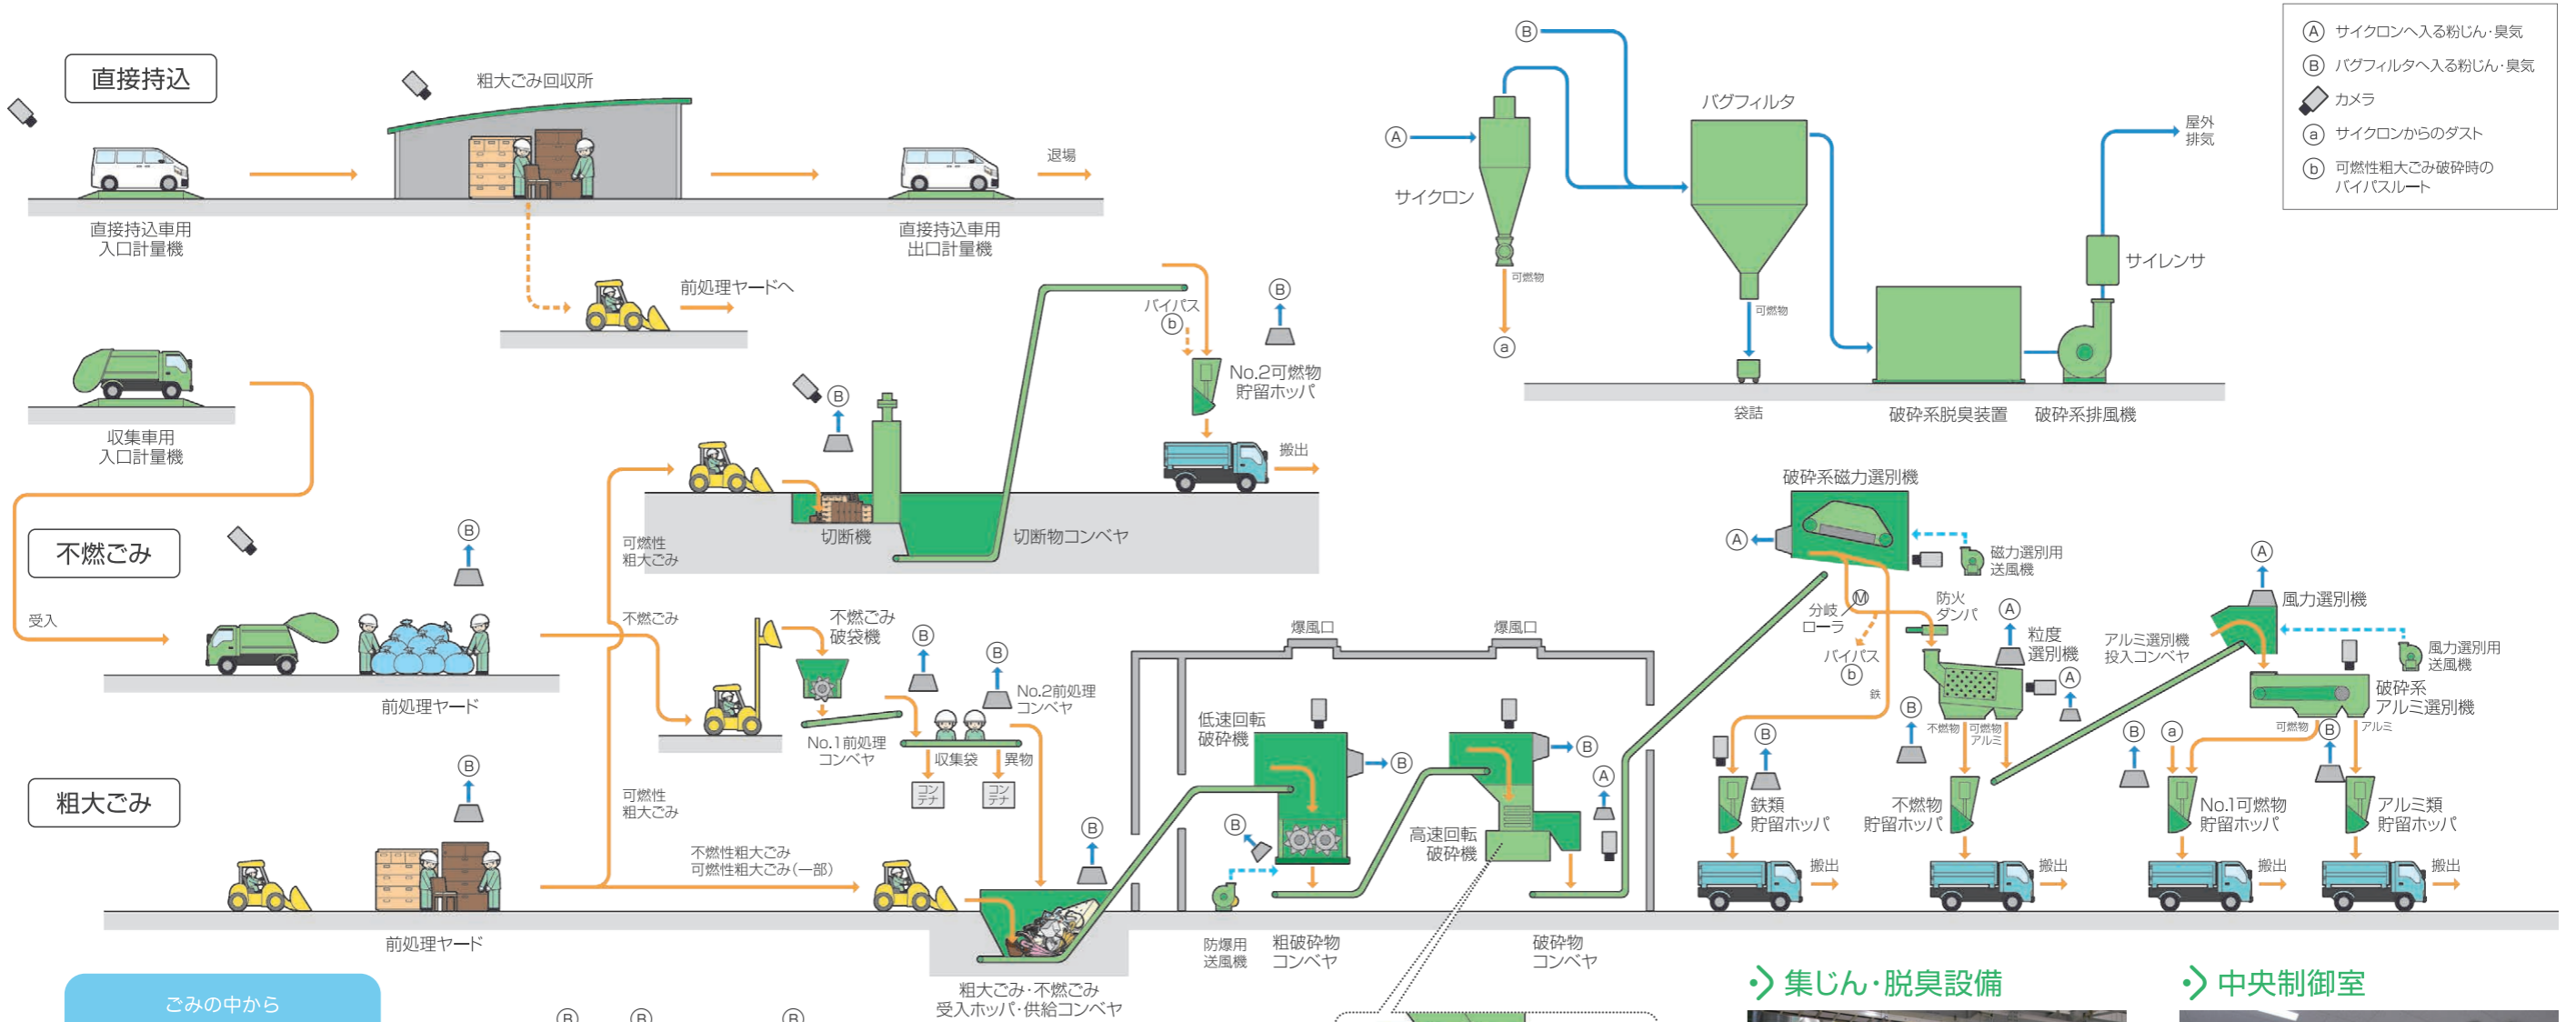 直接持込
粗大ごみ回収所
直接持込車用
入口計量機
直接持込車用
出口計量機
退場
前処理ヤードへ
収集車用
入口計量機
受入
不燃ごみ
B
前処理ヤード
粗大ごみ
B
前処理ヤード
可燃性
粗大ごみ
不燃ごみ
可燃性
粗大ごみ
不燃性粗大ごみ
可燃性粗大ごみ(一部)
B
切断機
切断物コンベヤ
バイパス
b
B
No.2可燃物
貯留ホッパ
搬出
不燃ごみ
破袋機
No.1前処理
コンベヤ
B
B
No.2前処理
コンベヤ
収集袋
異物
コン
テナ
コン
テナ
B
粗大ごみ・不燃ごみ
受入ホッパ・供給コンベヤ
爆風口
爆風口
低速回転
破砕機
B
B
防爆用
送風機
粗破砕物
コンベヤ
高速回転
破砕機
B
A
破砕物
コンベヤ
B
A
サイクロン
可燃物
a
バグフィルタ
可燃物
袋詰
破砕系脱臭装置
破砕系排風機
サイレンサ
屋外
排気
A サイクロンへ入る粉じん・臭気
B バグフィルタへ入る粉じん・臭気
カメラ
a サイクロンからのダスト
b 可燃性粗大ごみ破砕時の
バイパスルート
破砕系磁力選別機
A
磁力選別用
送風機
分岐
ローラ
M
バイパス
b
鉄
防火
ダンパ
A
粒度
選別機
A
不燃物
可燃物
アルミ
B
鉄類
貯留ホッパ
搬出
B
不燃物
貯留ホッパ
搬出
アルミ選別機
投入コンベヤ
A
風力選別機
風力選別用
送風機
破砕系
アルミ選別機
可燃物
アルミ
B
a
No.1可燃物
貯留ホッパ
搬出
B
アルミ類
貯留ホッパ
搬出
ごみの中から
B
B
B
集じん・脱臭設備
中央制御室